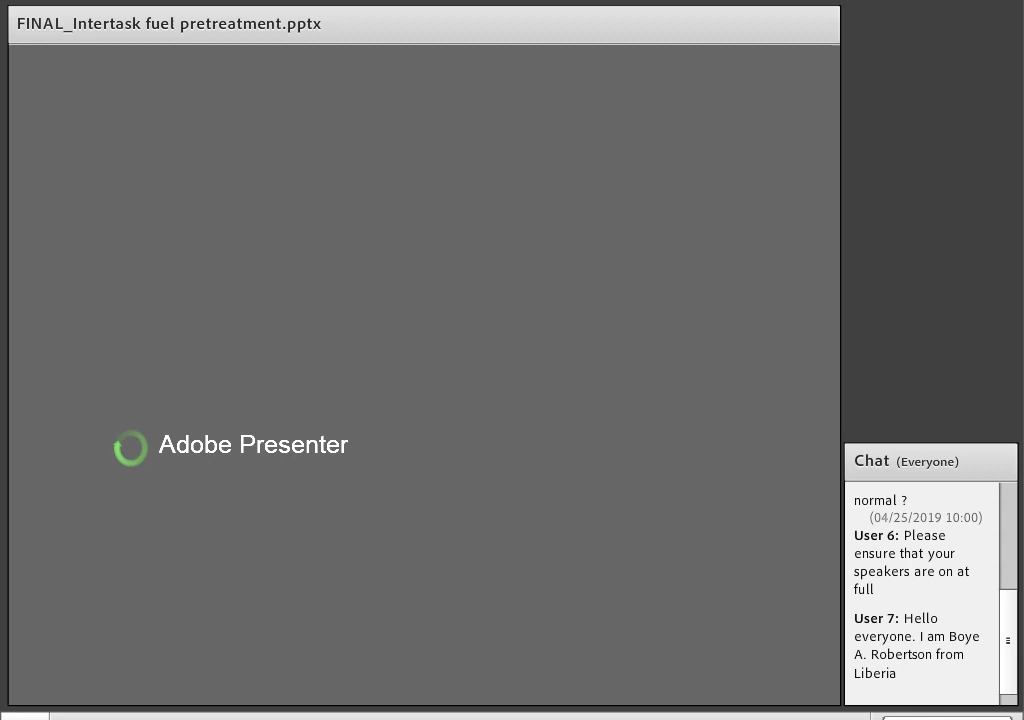 FINAL_Intertask fuel pretreatment.pptx
Adobe Presenter
Chat (Everyone)
normal ?
(04/25/2019 10:00)
User 6: Please
ensure that your
speakers are on at
full
User 7: Hello
everyone. I am Boye
A. Robertson from
Liberia